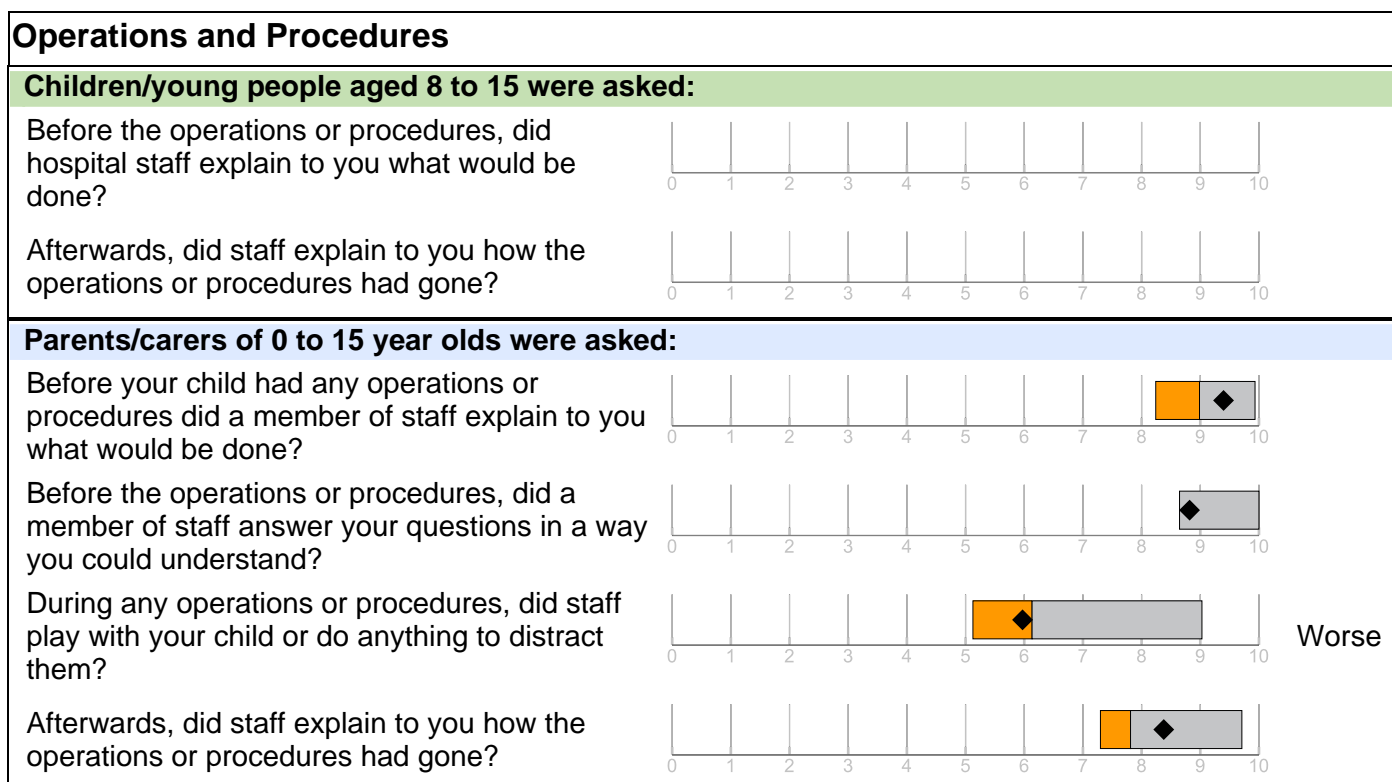 Operations and Procedures
Children/young people aged 8 to 15 were asked:
Before the operations or procedures, did
hospital staff explain to you what would be
done?
0 1 2 3 4 5 6 7 8 9 10
Afterwards, did staff explain to you how the
operations or procedures had gone?
0 1 2 3 4 5 6 7 8 9 10
Parents/carers of 0 to 15 year olds were asked:
Before your child had any operations or
procedures did a member of staff explain to you
what would be done?
0 1 2 3 4 5 6 7 8 9 10
Before the operations or procedures, did a
member of staff answer your questions in a way
you could understand?
0 1 2 3 4 5 6 7 8 9 10
During any operations or procedures, did staff
play with your child or do anything to distract
them?
0 1 2 3 4 5 6 7 8 9 10
Worse
Afterwards, did staff explain to you how the
operations or procedures had gone?
0 1 2 3 4 5 6 7 8 9 10